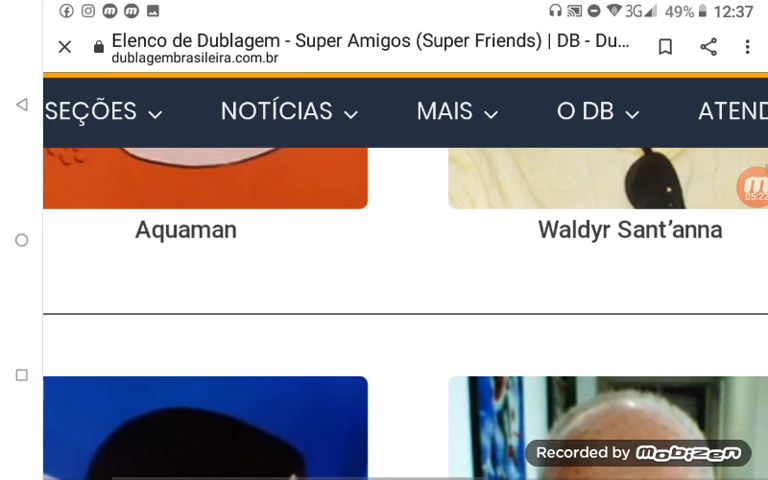 3G 49% 12:37
Elenco de Dublagem - Super Amigos (Super Friends) | DB - Du...
dublagembrasileira.com.br
SEÇÕES NOTÍCIAS MAIS O DB ATEND
05:22
Aquaman Waldyr Sant'anna
Recorded by Mobizen